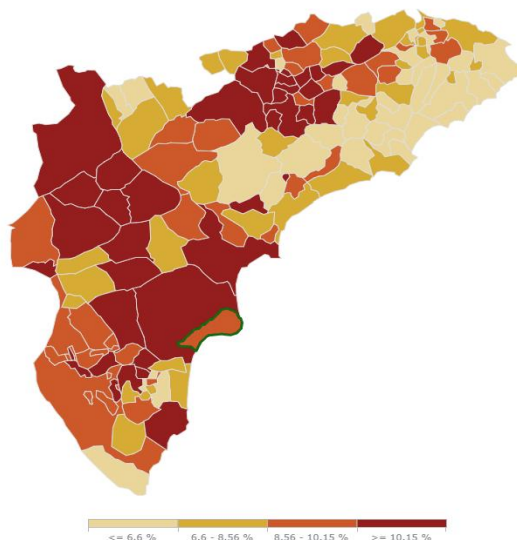 <= 6,6 % 6,6 - 8,56 % 8,56 - 10,15 % >= 10,15 %